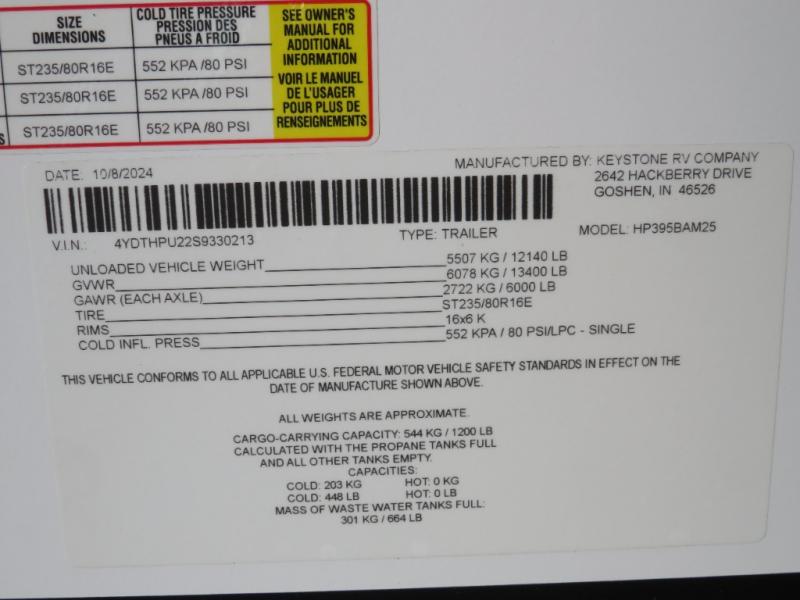 SIZE
DIMENSIONS
COLD TIRE PRESSURE
PRESSION DES
PNEUS A FROID
SEE OWNER'S
MANUAL FOR
ADDITIONAL
INFORMATION
VOIR LE MANUEL
DE L'USAGER
POUR PLUS DE
RENSEIGNEMENTS
ST235/80R16E 552 KPA /80 PSI
ST235/80R16E 552 KPA /80 PSI
S ST235/80R16E 552 KPA /80 PSI
DATE: 10/8/2024
MANUFACTURED BY: KEYSTONE RV COMPANY
2642 HACKBERRY DRIVE
GOSHEN, IN 46526
V.I.N.: 4YDTHPU22S9330213 TYPE: TRAILER MODEL: HP395BAM25
UNLOADED VEHICLE WEIGHT 5507 KG / 12140 LB
GVWR 6078 KG / 13400 LB
GAWR (EACH AXLE) 2722 KG / 6000 LB
TIRE ST235/80R16E
RIMS 16x6 K
COLD INFL. PRESS 552 KPA / 80 PSI/LPC - SINGLE
THIS VEHICLE CONFORMS TO ALL APPLICABLE U.S. FEDERAL MOTOR VEHICLE SAFETY STANDARDS IN EFFECT ON THE
DATE OF MANUFACTURE SHOWN ABOVE.
ALL WEIGHTS ARE APPROXIMATE.
CARGO-CARRYING CAPACITY: 544 KG / 1200 LB
CALCULATED WITH THE PROPANE TANKS FULL
AND ALL OTHER TANKS EMPTY.
CAPACITIES:
COLD: 203 KG HOT: 0 KG
COLD: 448 LB HOT: 0 LB
MASS OF WASTE WATER TANKS FULL:
301 KG / 664 LB